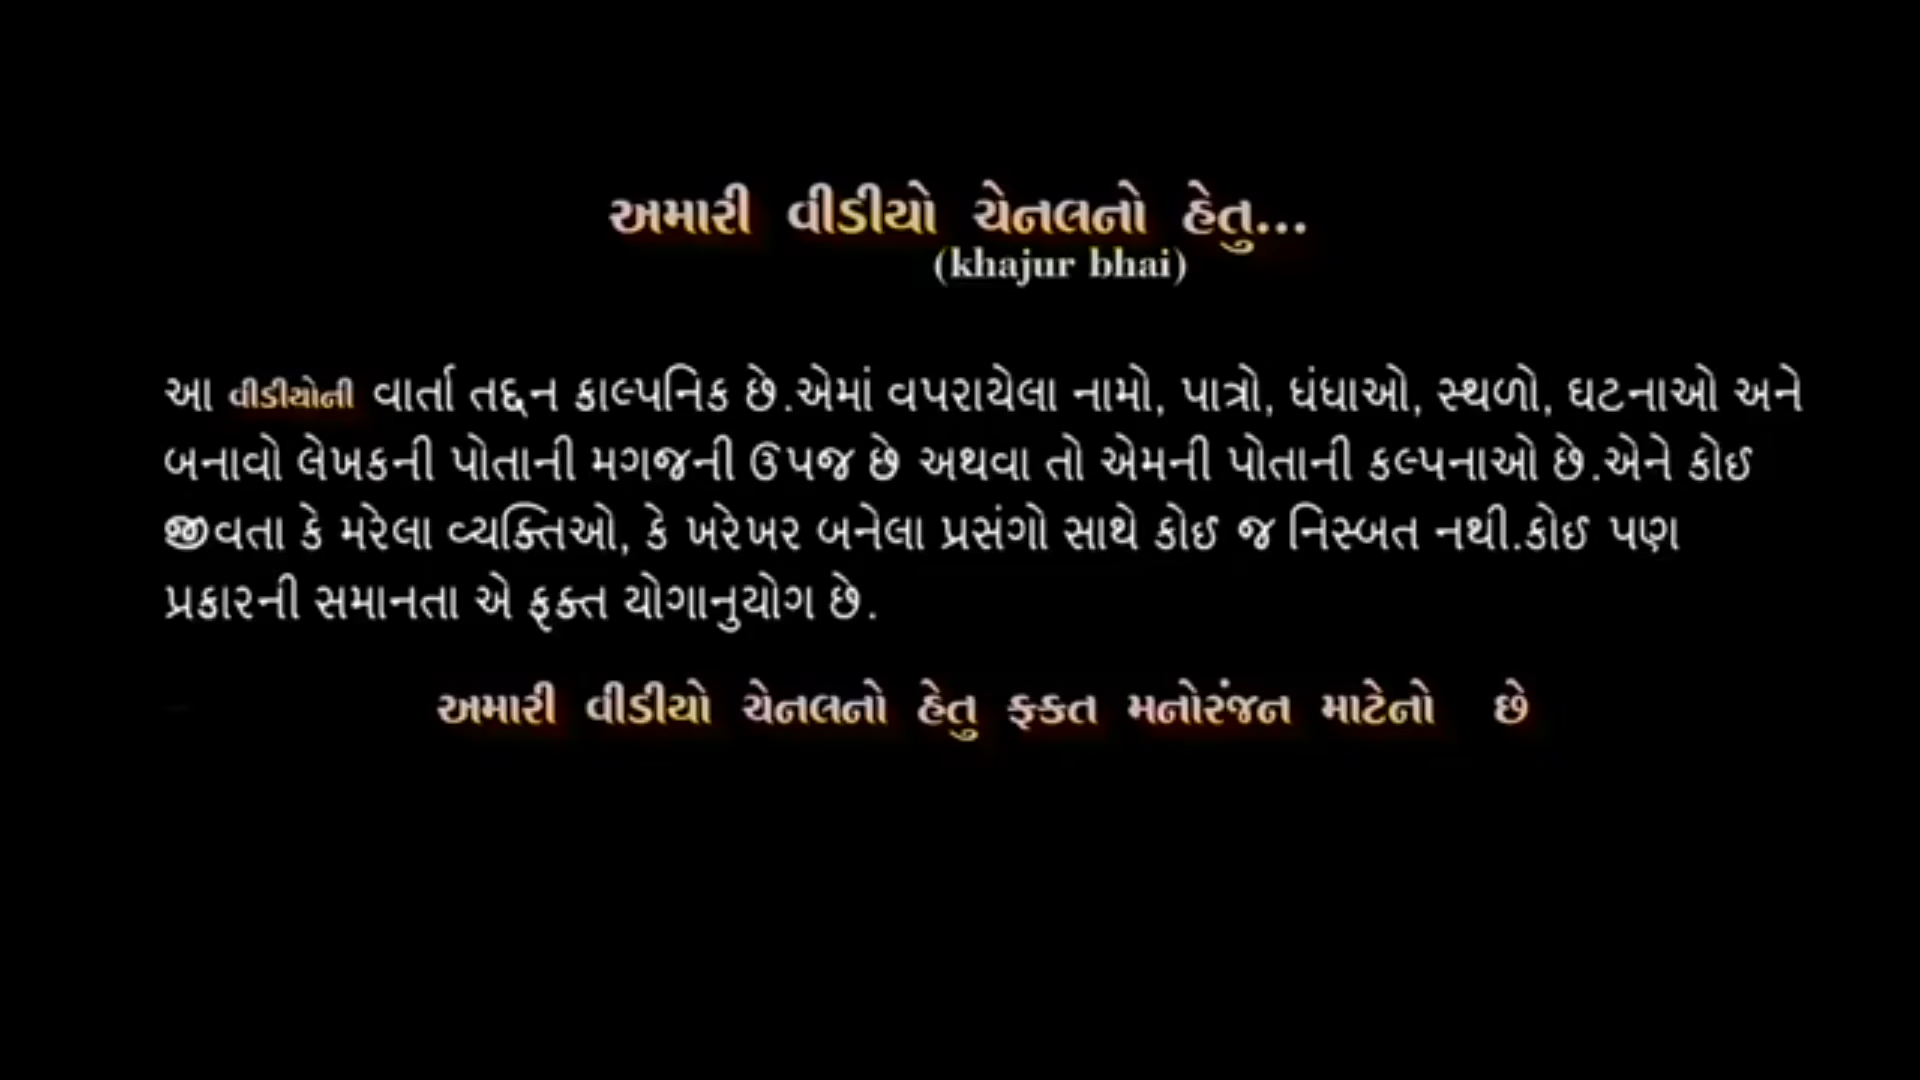 અમારી વીડીયો ચેનલનો હેતુ...
(khajur bhai)
આ વીડીયોની વાર્તા તદ્દન કાલ્પનિક છે.એમાં વપરાયેલા નામો, પાત્રો, ધંધાઓ, સ્થળો, ઘટનાઓ અને
બનાવો લેખકની પોતાની મગજની ઉપજ છે અથવા તો એમની પોતાની કલ્પનાઓ છે.એને કોઈ
જીવતા કે મરેલા વ્યક્તિઓ, કે ખરેખર બનેલા પ્રસંગો સાથે કોઈ જ નિસ્બત નથી.કોઈ પણ
પ્રકારની સમાનતા એ ફક્ત યોગાનુયોગ છે.
અમારી વીડીયો ચેનલનો હેતુ ફકત મનોરંજન માટેનો છે